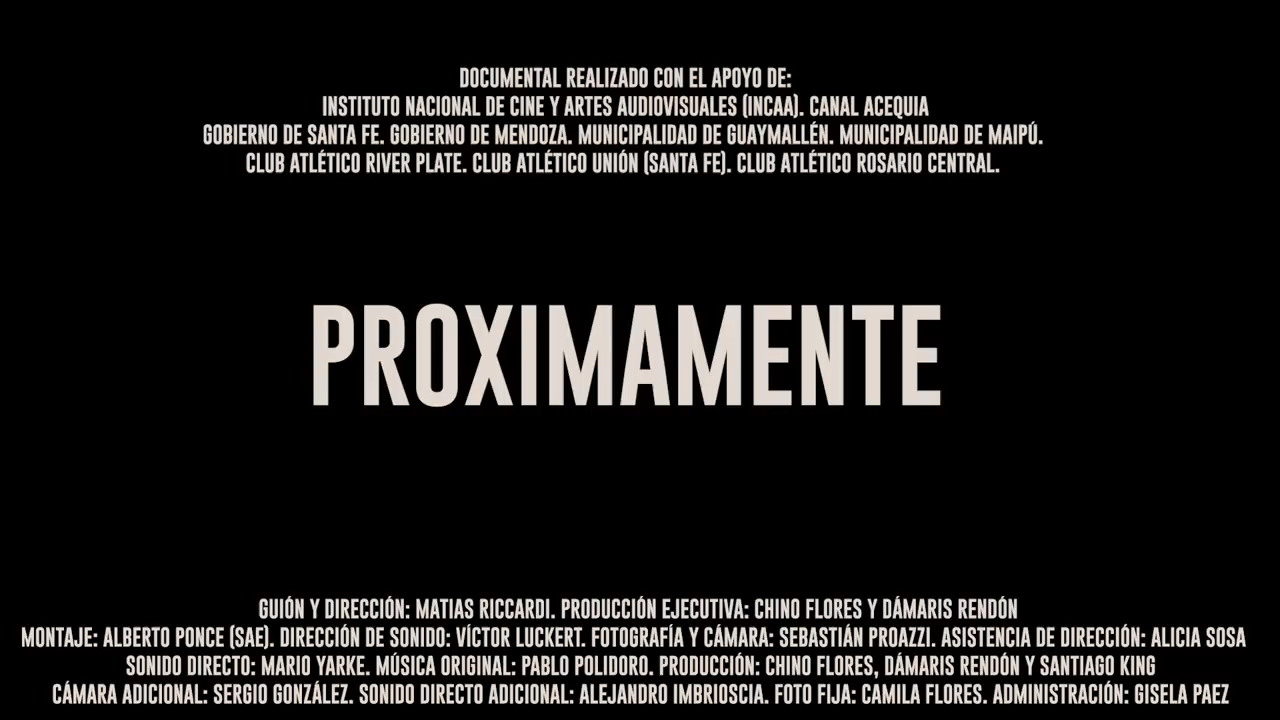 DOCUMENTAL REALIZADO CON EL APOYO DE:
INSTITUTO NACIONAL DE CINE Y ARTES AUDIOVISUALES (INCAA). CANAL ACEQUIA
GOBIERNO DE SANTA FE. GOBIERNO DE MENDOZA. MUNICIPALIDAD DE GUAYMALLÉN. MUNICIPALIDAD DE MAIPÚ.
CLUB ATLÉTICO RIVER PLATE. CLUB ATLÉTICO UNIÓN (SANTA FE). CLUB ATLÉTICO ROSARIO CENTRAL.
PROXIMAMENTE
GUIÓN Y DIRECCIÓN: MATIAS RICCARDI. PRODUCCIÓN EJECUTIVA: CHINO FLORES Y DÁMARIS RENDÓN
MONTAJE: ALBERTO PONCE (SAE). DIRECCIÓN DE SONIDO: VÍCTOR LUCKERT. FOTOGRAFÍA Y CÁMARA: SEBASTIÁN PROAZZI. ASISTENCIA DE DIRECCIÓN: ALICIA SOSA
SONIDO DIRECTO: MARIO YARKE. MÚSICA ORIGINAL: PABLO POLIDORO. PRODUCCIÓN: CHINO FLORES, DÁMARIS RENDÓN Y SANTIAGO KING
CÁMARA ADICIONAL: SERGIO GONZÁLEZ. SONIDO DIRECTO ADICIONAL: ALEJANDRO IMBRIOSCIA. FOTO FIJA: CAMILA FLORES. ADMINISTRACIÓN: GISELA PAEZ